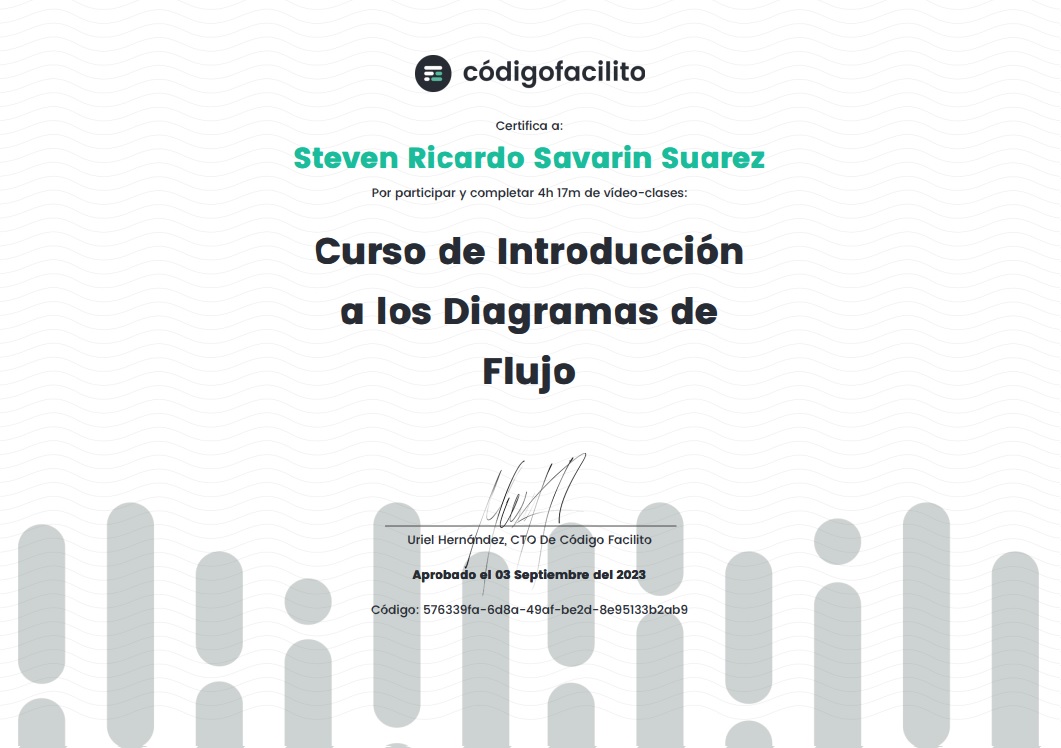 códigofacilito
Certifica a:
Steven Ricardo Savarin Suarez
Por participar y completar 4h 17m de vídeo-clases:
Curso de Introducción
a los Diagramas de
Flujo
Uriel Hernández, CTO De Código Facilito
Aprobado el 03 Septiembre del 2023
Código: 576339fa-6d8a-49af-be2d-8e95133b2ab9